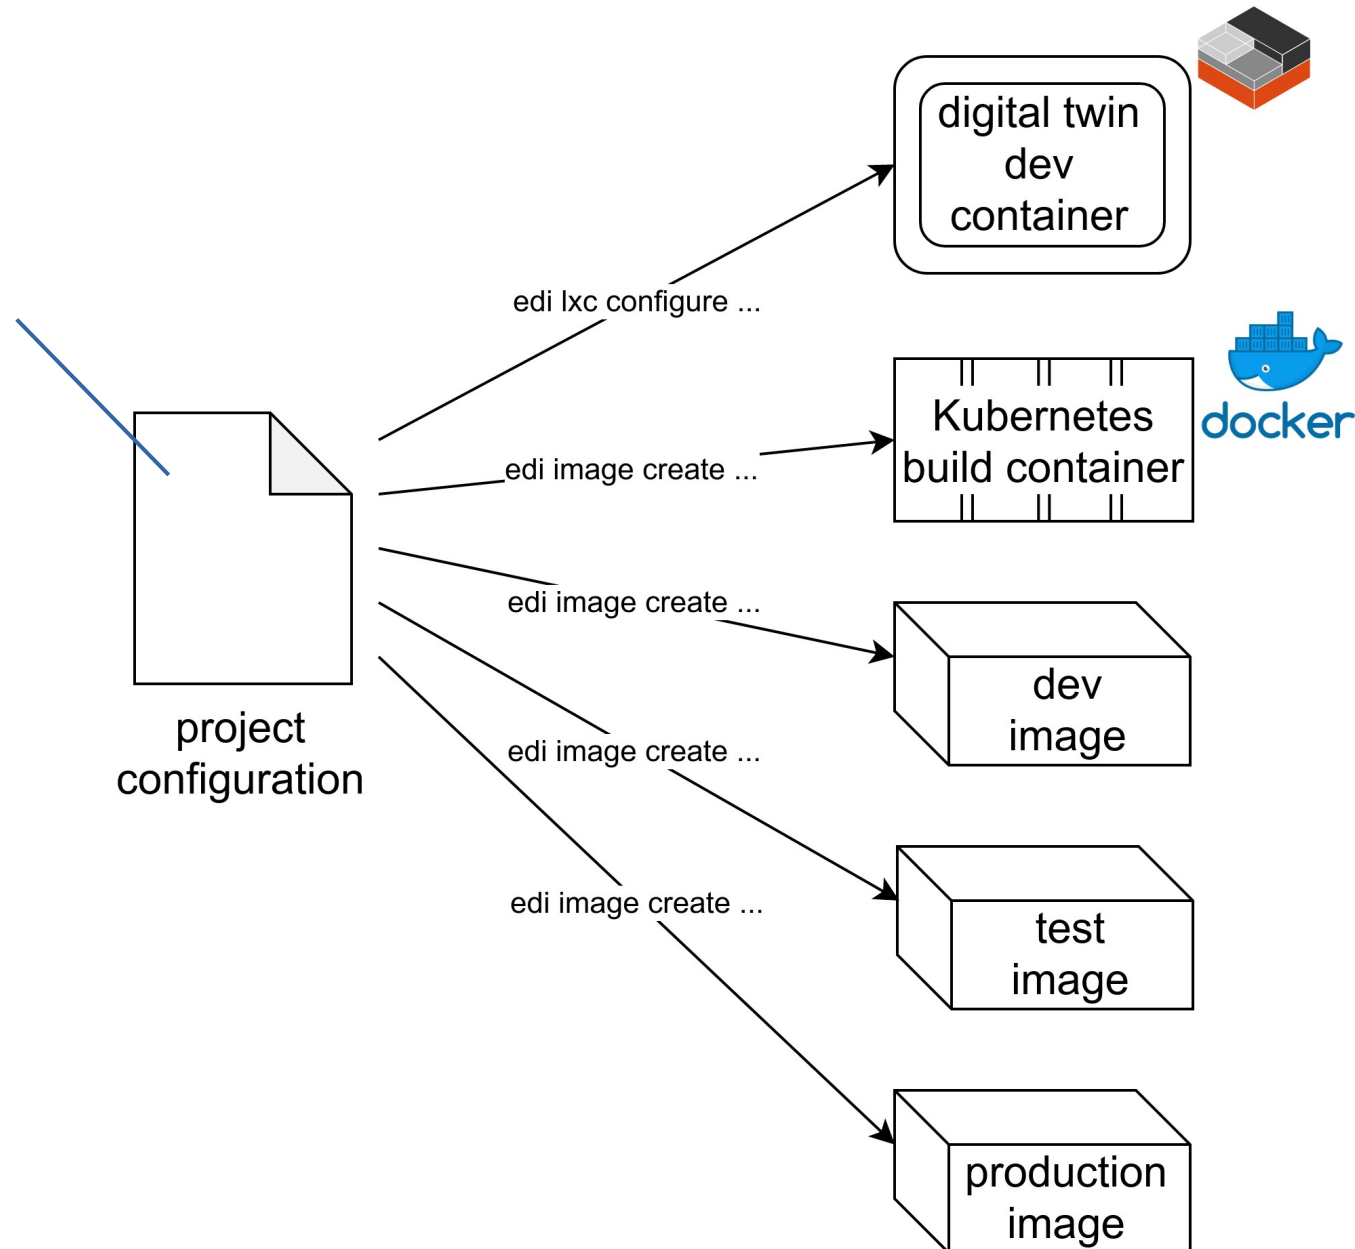 digital twin
dev
container
edi lxc configure ...
Kubernetes
build container
docker
edi image create ...
edi image create ...
dev
image
project
configuration
edi image create ...
test
image
edi image create ...
production
image